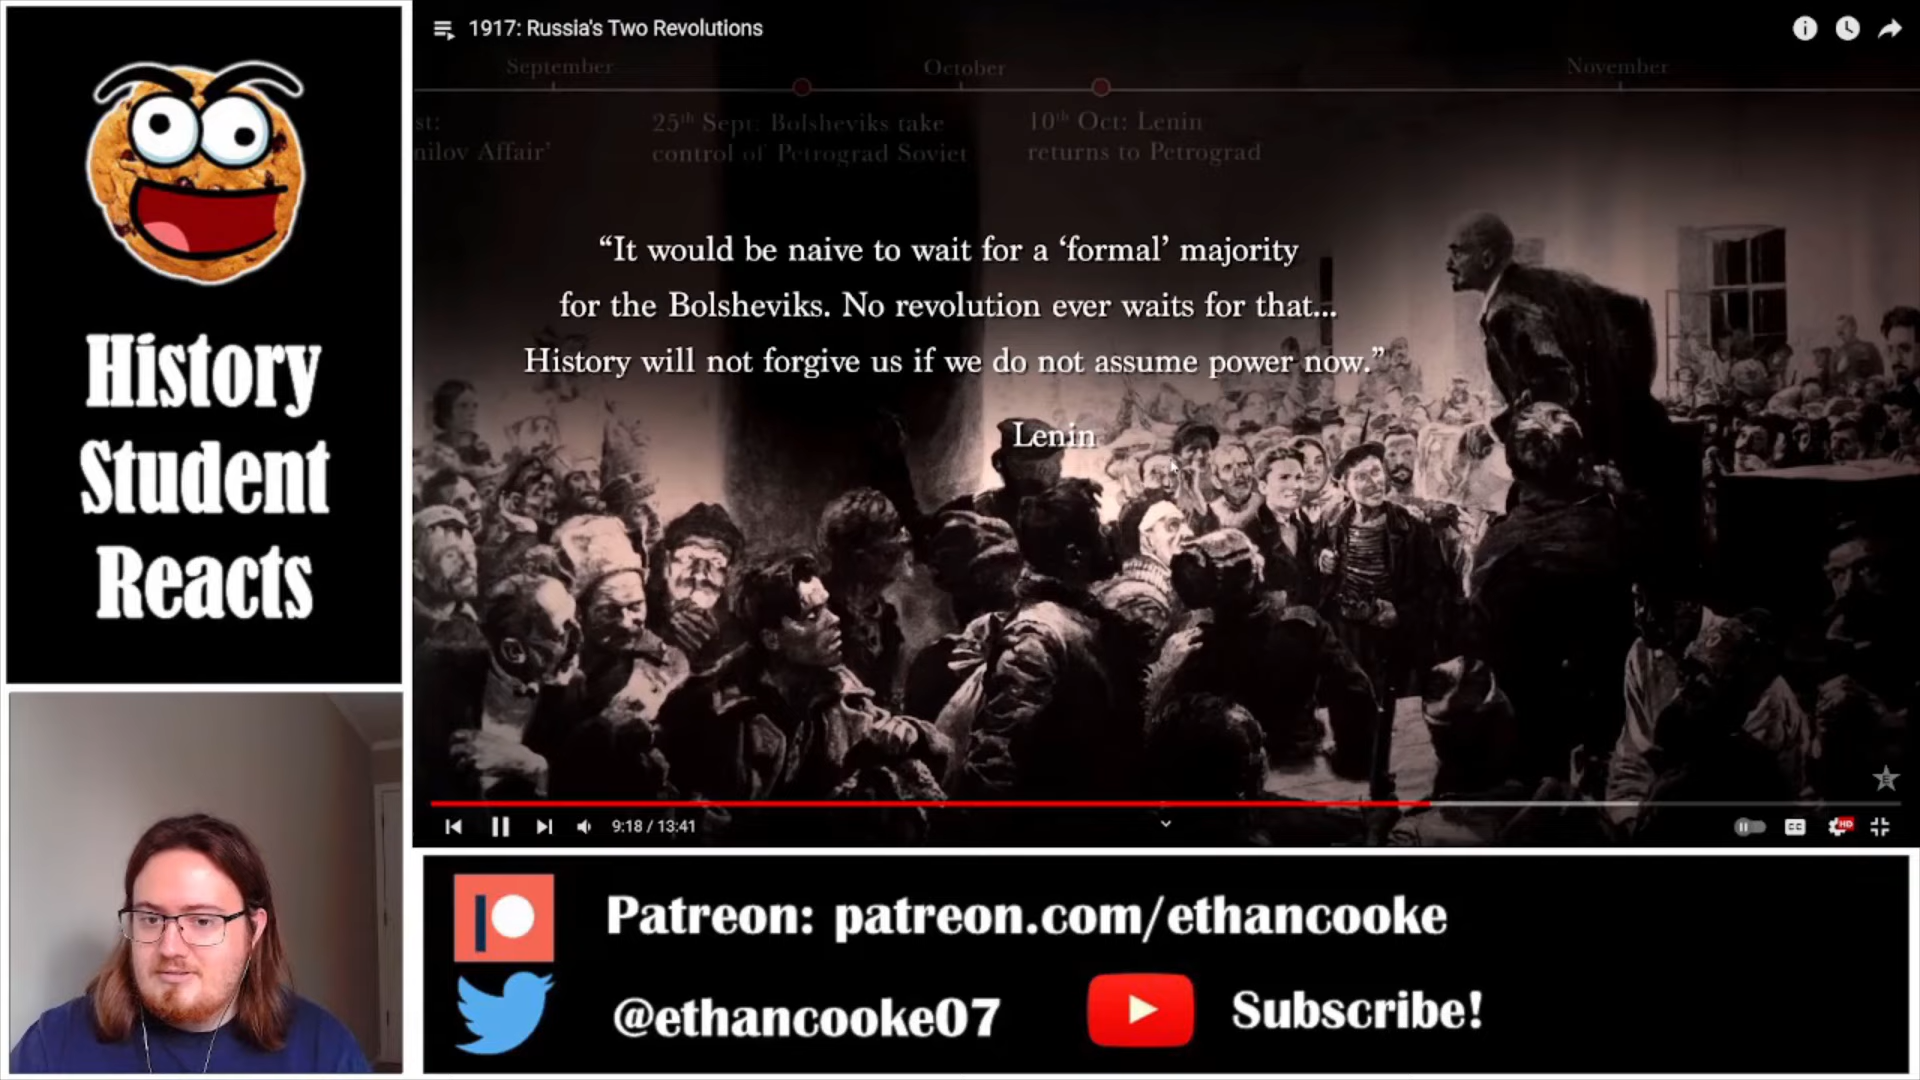 1917: Russia's Two Revolutions
September
October
November
st:
nilov Affair’
25th Sept: Bolsheviks take
control of Petrograd Soviet
10th Oct: Lenin
returns to Petrograd
“It would be naive to wait for a ‘formal’ majority
for the Bolsheviks. No revolution ever waits for that...
History will not forgive us if we do not assume power now.”
Lenin
History
Student
Reacts
9:18 / 13:41
CC
HD
E
Patreon: patreon.com/ethancooke
@ethancooke07
Subscribe!